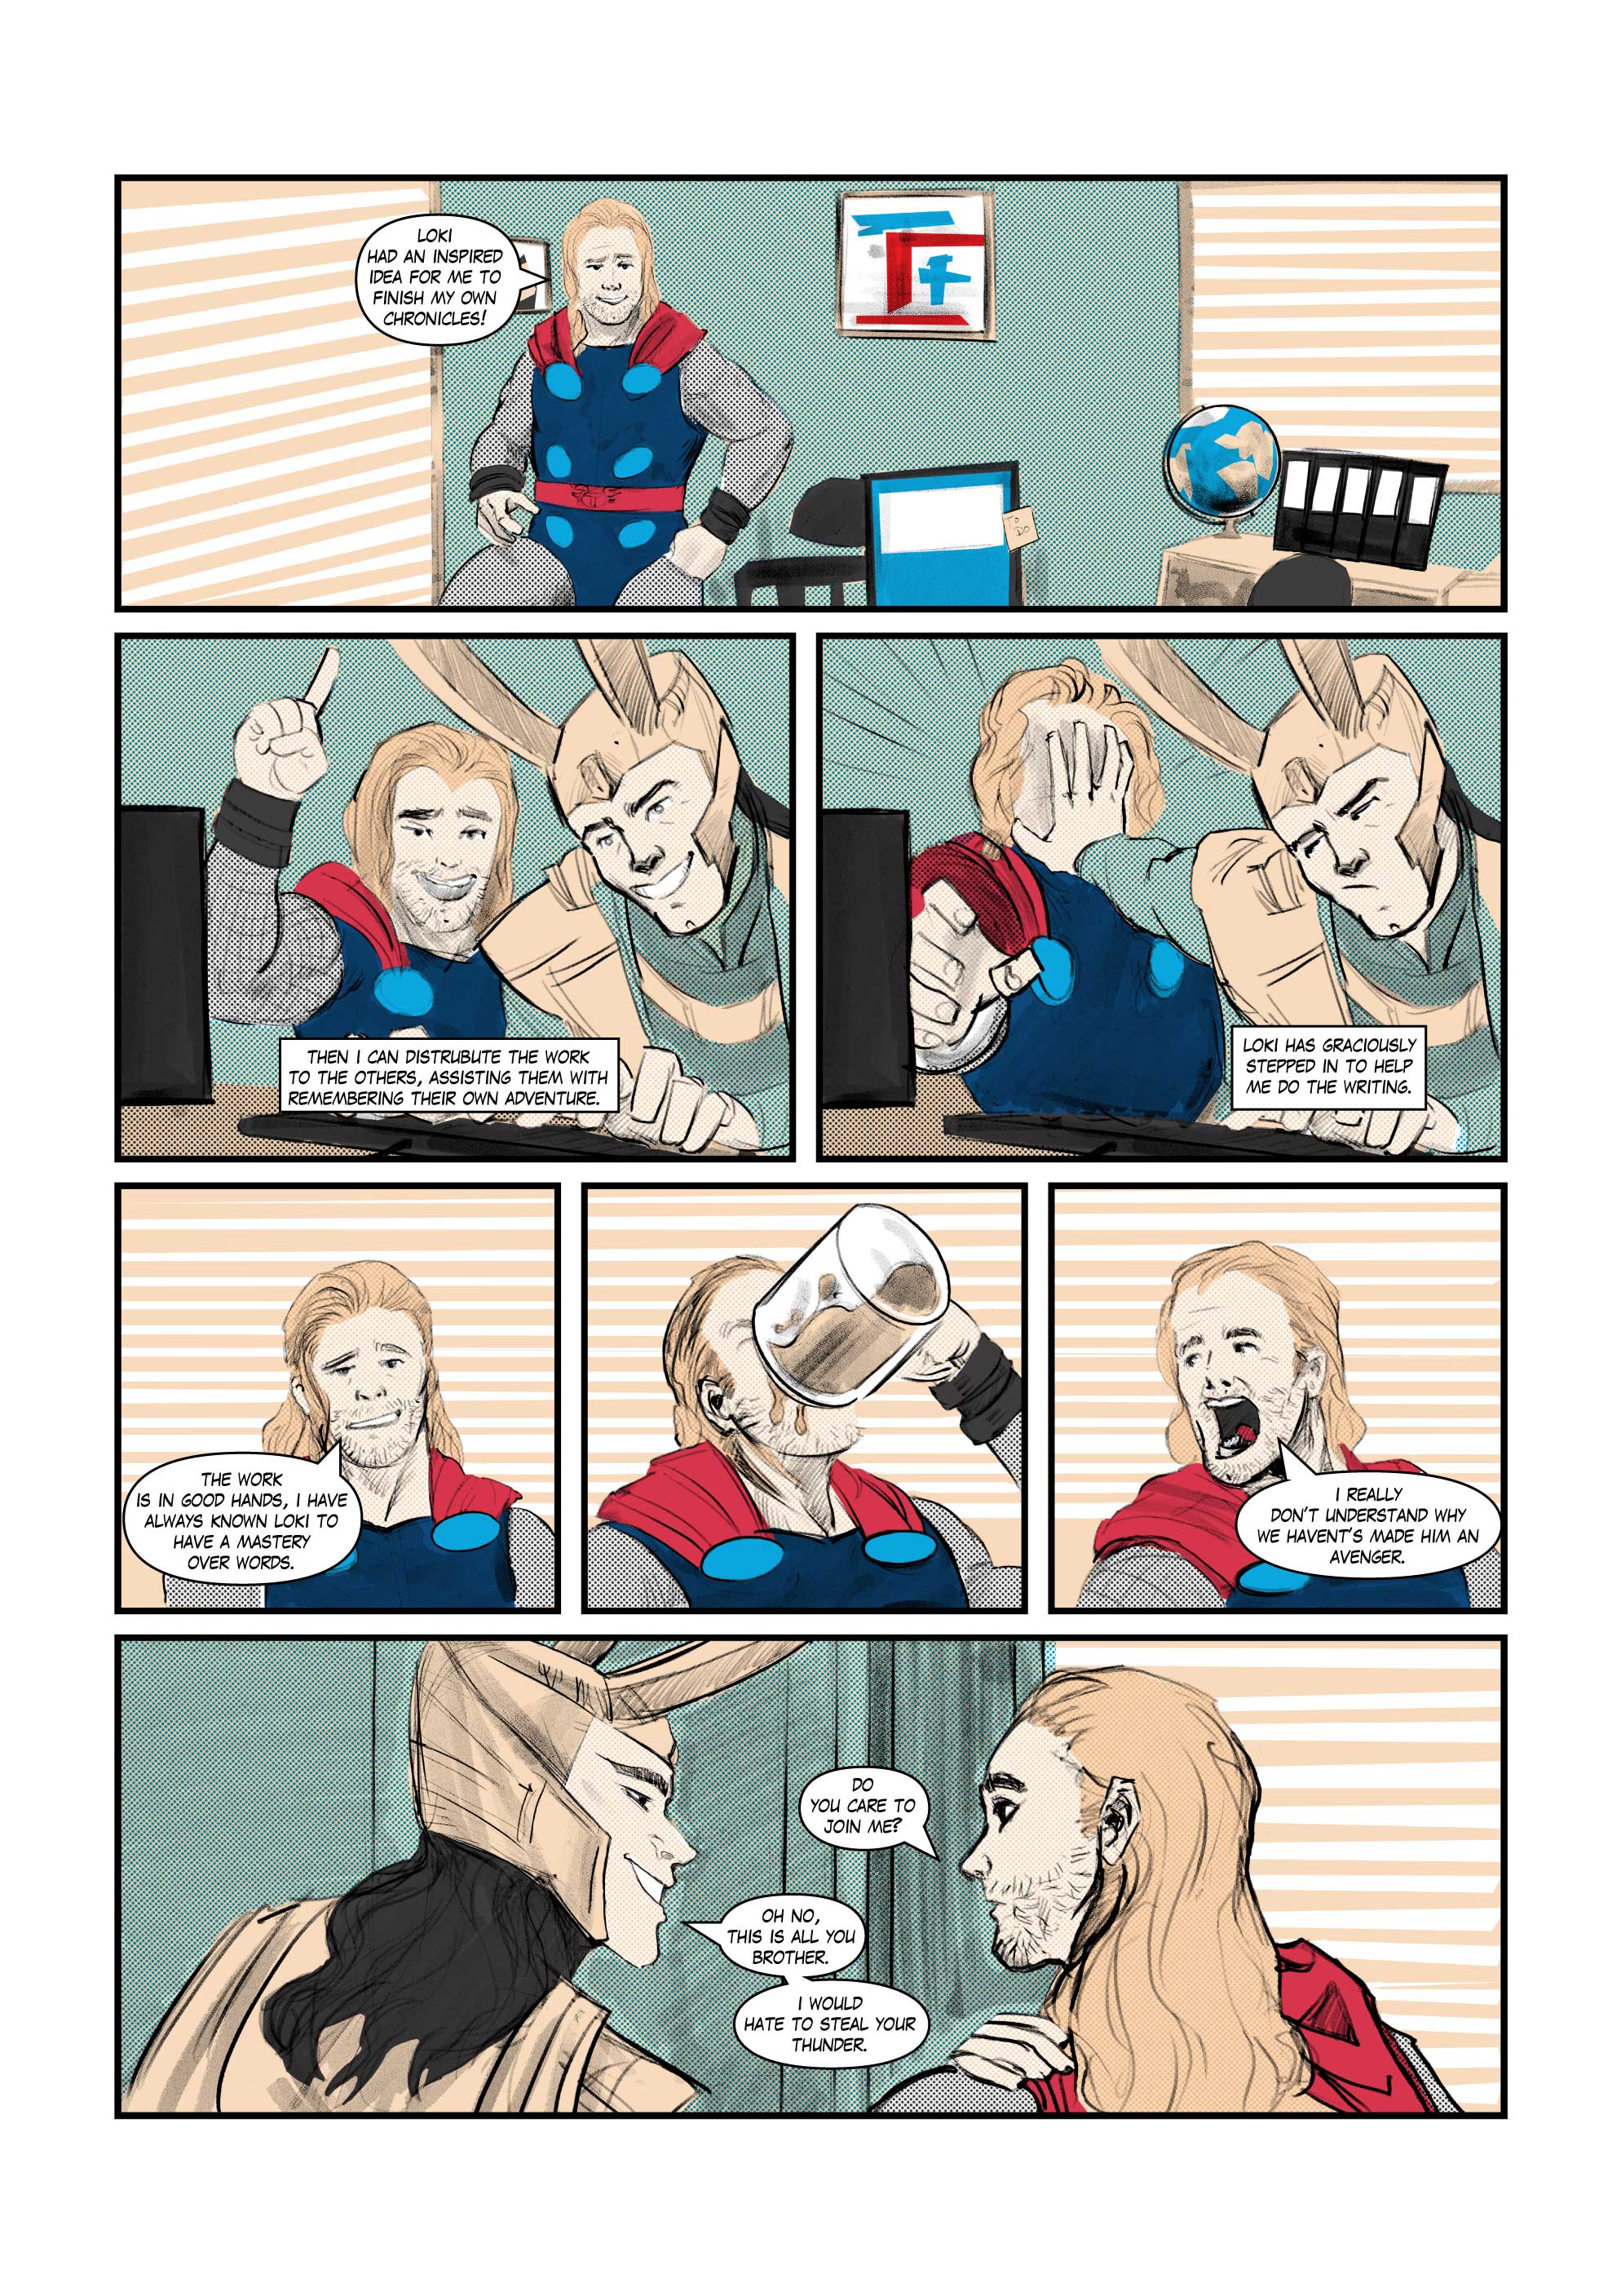 LOKI
HAD AN INSPIRED
IDEA FOR ME TO
FINISH MY OWN
CHRONICLES!
THEN I CAN DISTRUBUTE THE WORK
TO THE OTHERS, ASSISTING THEM WITH
REMEMBERING THEIR OWN ADVENTURE.
LOKI HAS GRACIOUSLY
STEPPED IN TO HELP
ME DO THE WRITING.
THE WORK
IS IN GOOD HANDS, I HAVE
ALWAYS KNOWN LOKI TO
HAVE A MASTERY
OVER WORDS.
I REALLY
DON'T UNDERSTAND WHY
WE HAVENT'S MADE HIM AN
AVENGER.
DO
YOU CARE TO
JOIN ME?
OH NO,
THIS IS ALL YOU
BROTHER.
I WOULD
HATE TO STEAL YOUR
THUNDER.